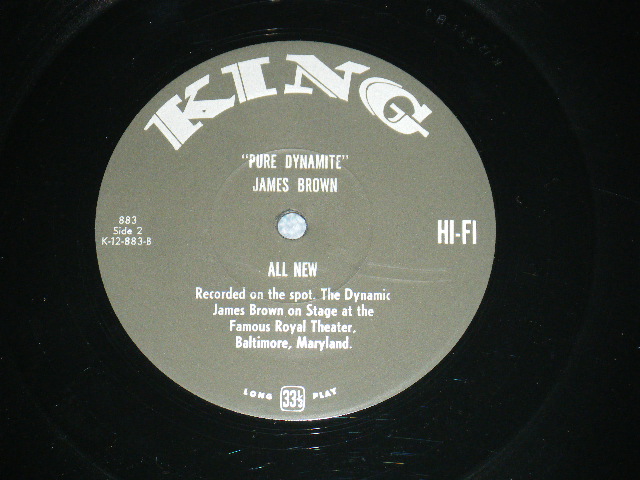 KING
"PURE DYNAMITE"
JAMES BROWN
883
Side 2
K-12-883-B
HI-FI
ALL NEW
Recorded on the spot. The Dynamic
James Brown on Stage at the
Famous Royal Theater,
Baltimore, Maryland.
LONG 33⅓ PLAY